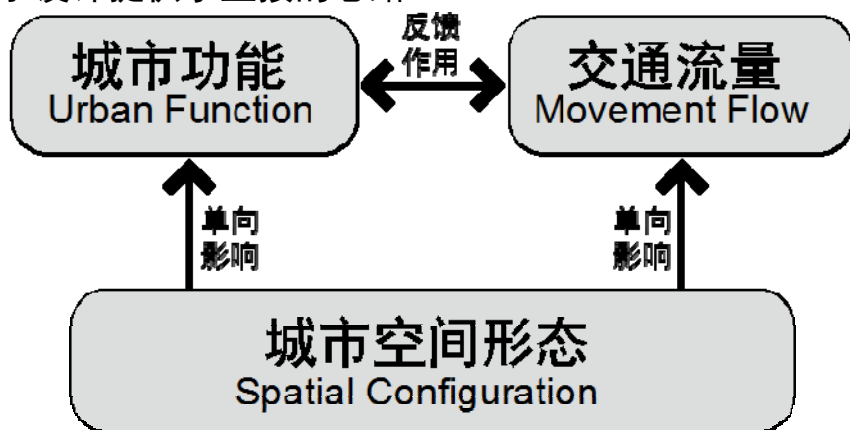 反馈
作用
城市功能
Urban Function
交通流量
Movement Flow
单向
影响
单向
影响
城市空间形态
Spatial Configuration